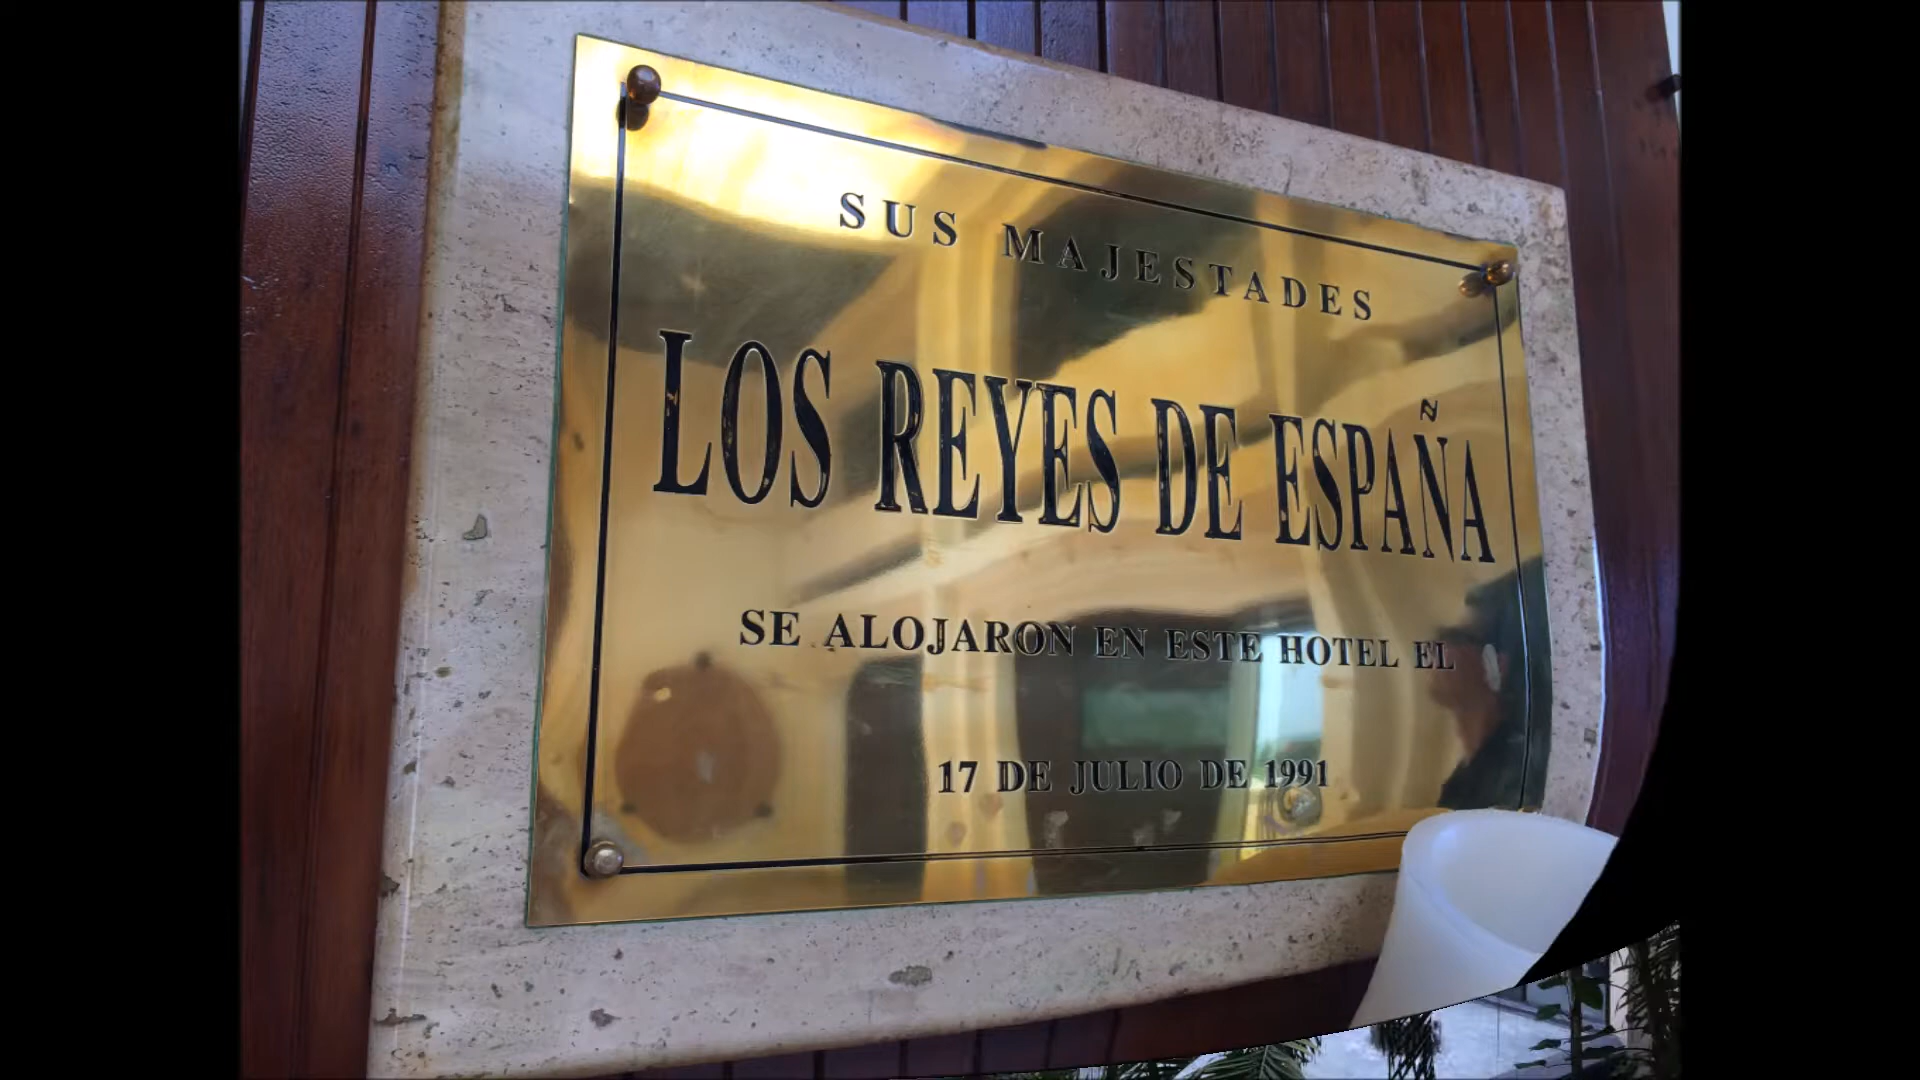 SUS MAJESTADES
LOS REYES DE ESPAÑA
SE ALOJARON EN ESTE HOTEL EL
17 DE JULIO DE 1991